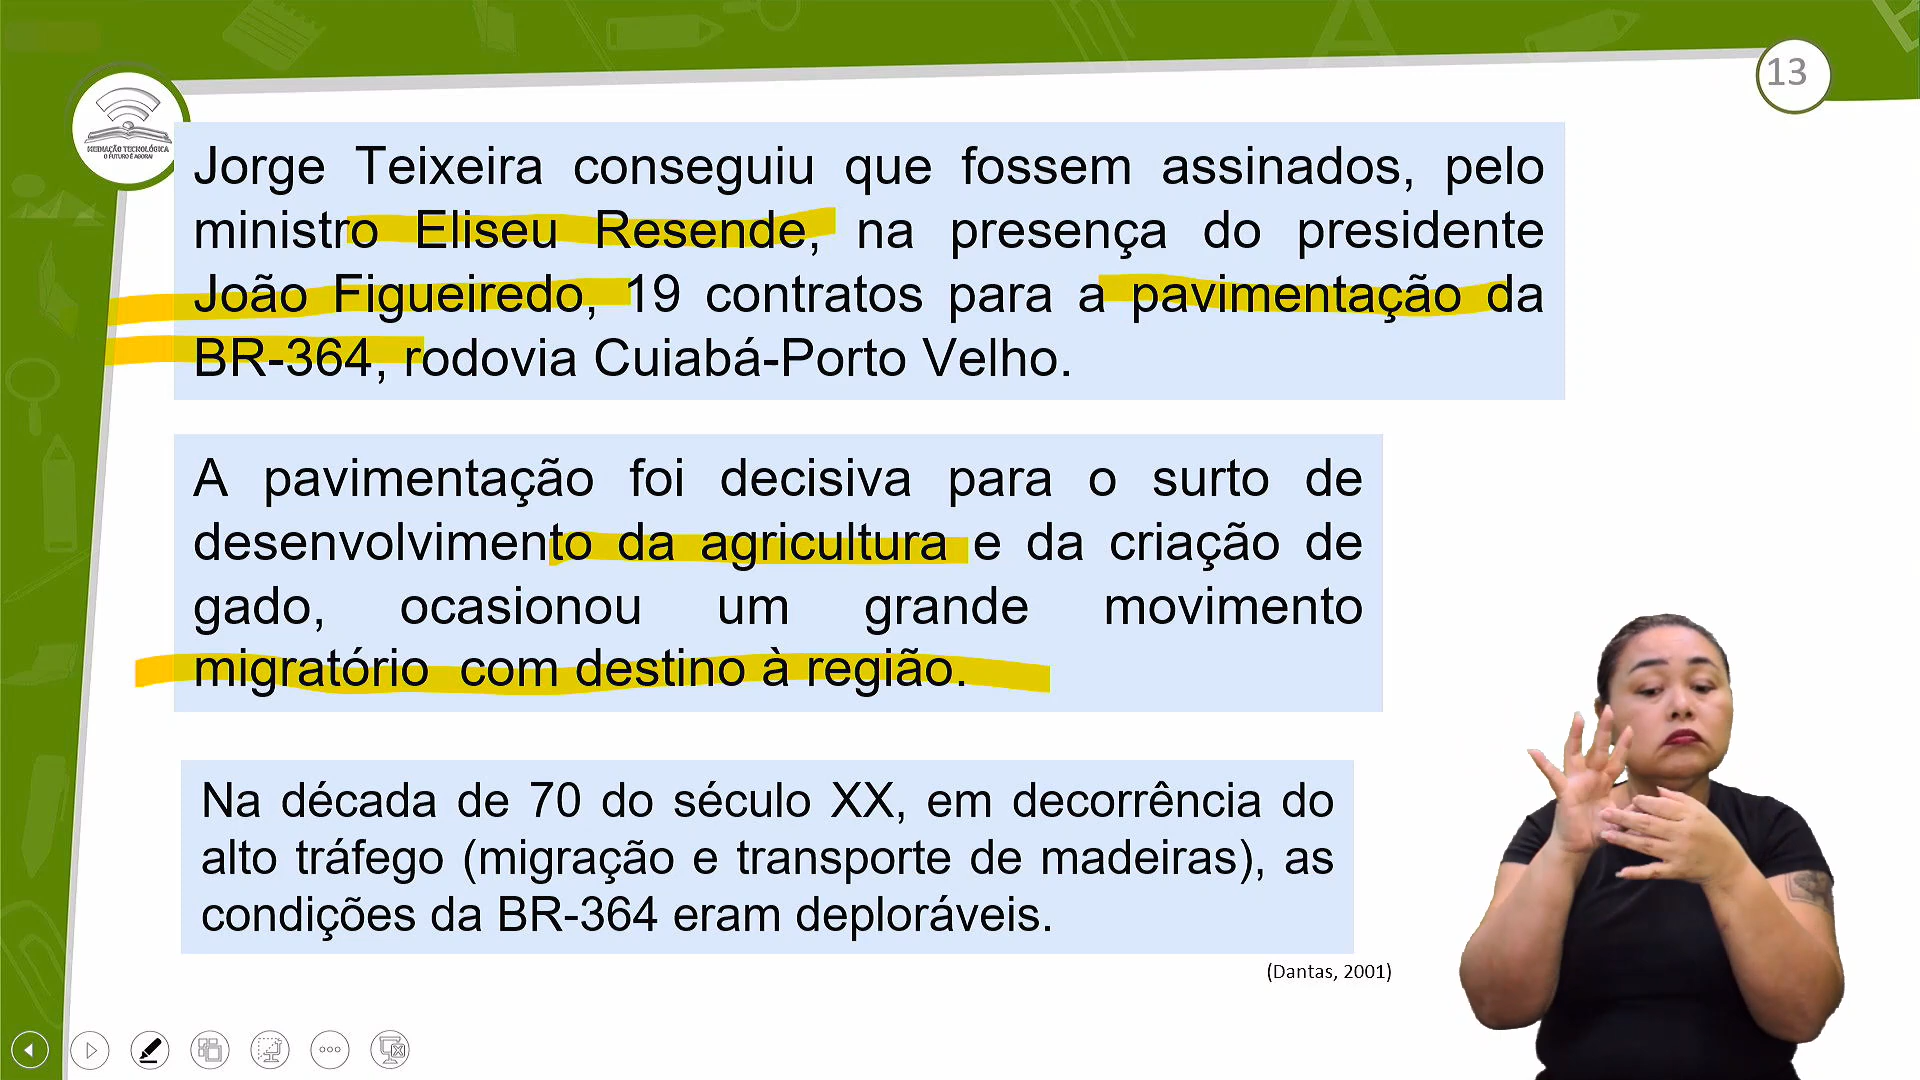 13
MEDIAÇÃO TECNOLÓGICA
O FUTURO É AGORA!
Jorge Teixeira conseguiu que fossem assinados, pelo
ministro Eliseu Resende, na presença do presidente
João Figueiredo, 19 contratos para a pavimentação da
BR-364, rodovia Cuiabá-Porto Velho.
A pavimentação foi decisiva para o surto de
desenvolvimento da agricultura e da criação de
gado, ocasionou um grande movimento
migratório com destino à região.
Na década de 70 do século XX, em decorrência do
alto tráfego (migração e transporte de madeiras), as
condições da BR-364 eram deploráveis.
(Dantas, 2001)